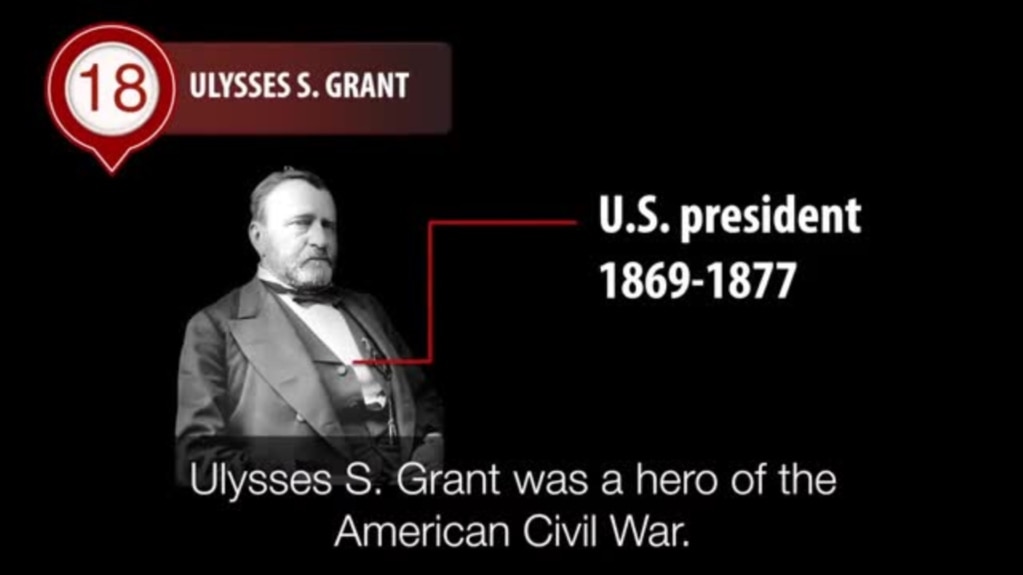 18
ULYSSES S. GRANT
U.S. president
1869-1877
Ulysses S. Grant was a hero of the
American Civil War.